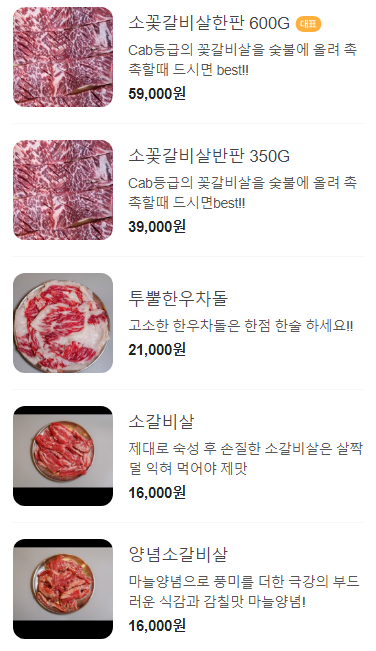 소꽃갈비살한판 600G 대표
Cab등급의 꽃갈비살을 숯불에 올려 촉
촉할때 드시면 best!!
59,000원
소꽃갈비살반판 350G
Cab등급의 꽃갈비살을 숯불에 올려 촉
촉할때 드시면best!!
39,000원
투뿔한우차돌
고소한 한우차돌은 한점 한술 하세요!!
21,000원
소갈비살
제대로 숙성 후 손질한 소갈비살은 살짝
덜 익혀 먹어야 제맛
16,000원
양념소갈비살
마늘양념으로 풍미를 더한 극강의 부드
러운 식감과 감칠맛 마늘양념!
16,000원